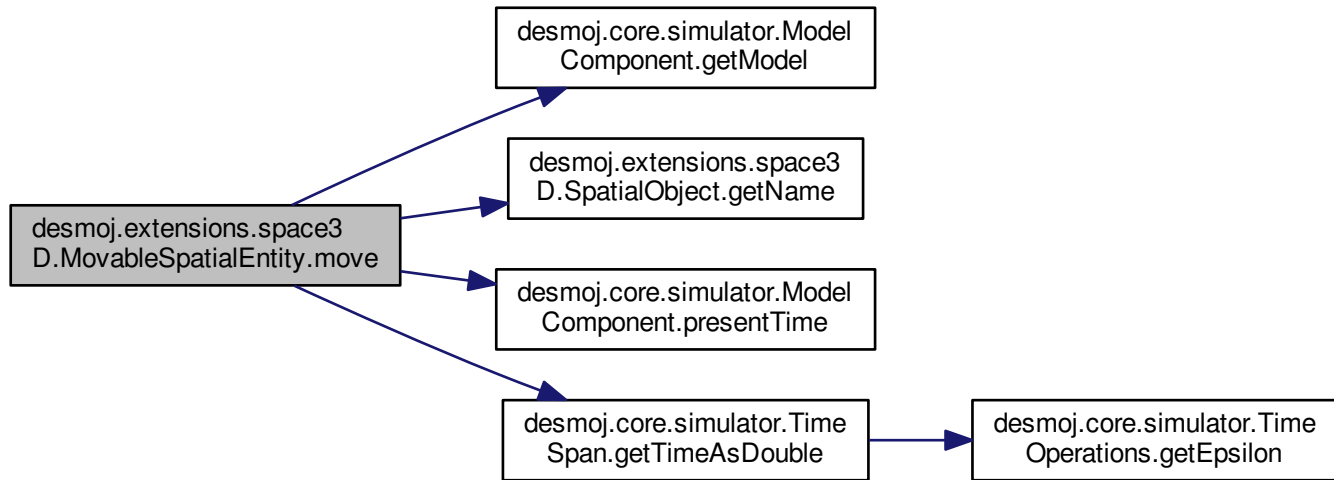 desmoj.core.simulator.Model
Component.getModel
desmoj.extensions.space3
D.SpatialObject.getName
desmoj.extensions.space3
D.MovableSpatialEntity.move
desmoj.core.simulator.Model
Component.presentTime
desmoj.core.simulator.Time
Span.getTimeAsDouble
desmoj.core.simulator.Time
Operations.getEpsilon